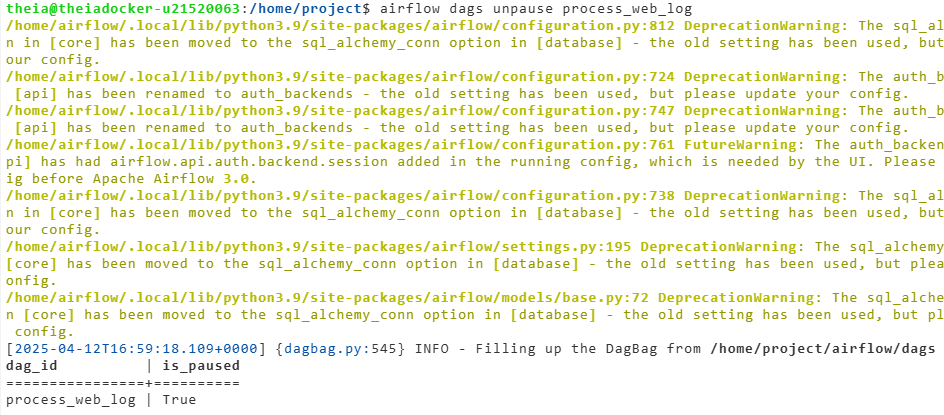 theia@theiadocker-u21520063:/home/project$ airflow dags unpause process_web_log
/home/airflow/.local/lib/python3.9/site-packages/airflow/configuration.py:812 DeprecationWarning: The sql_al
n in [core] has been moved to the sql_alchemy_conn option in [database] - the old setting has been used, but
our config.
/home/airflow/.local/lib/python3.9/site-packages/airflow/configuration.py:724 DeprecationWarning: The auth_b
 [api] has been renamed to auth_backends - the old setting has been used, but please update your config.
/home/airflow/.local/lib/python3.9/site-packages/airflow/configuration.py:747 DeprecationWarning: The auth_b
 [api] has been renamed to auth_backends - the old setting has been used, but please update your config.
/home/airflow/.local/lib/python3.9/site-packages/airflow/configuration.py:761 FutureWarning: The auth_backen
pi] has had airflow.api.auth.backend.session added in the running config, which is needed by the UI. Please
ig before Apache Airflow 3.0.
/home/airflow/.local/lib/python3.9/site-packages/airflow/configuration.py:738 DeprecationWarning: The sql_al
n in [core] has been moved to the sql_alchemy_conn option in [database] - the old setting has been used, but
our config.
/home/airflow/.local/lib/python3.9/site-packages/airflow/settings.py:195 DeprecationWarning: The sql_alchemy
[core] has been moved to the sql_alchemy_conn option in [database] - the old setting has been used, but plea
onfig.
/home/airflow/.local/lib/python3.9/site-packages/airflow/models/base.py:72 DeprecationWarning: The sql_alche
n [core] has been moved to the sql_alchemy_conn option in [database] - the old setting has been used, but pl
 config.
[2025-04-12T16:59:18.109+0000] {dagbag.py:545} INFO - Filling up the DagBag from /home/project/airflow/dags
dag_id          | is_paused
================+==========
process_web_log | True